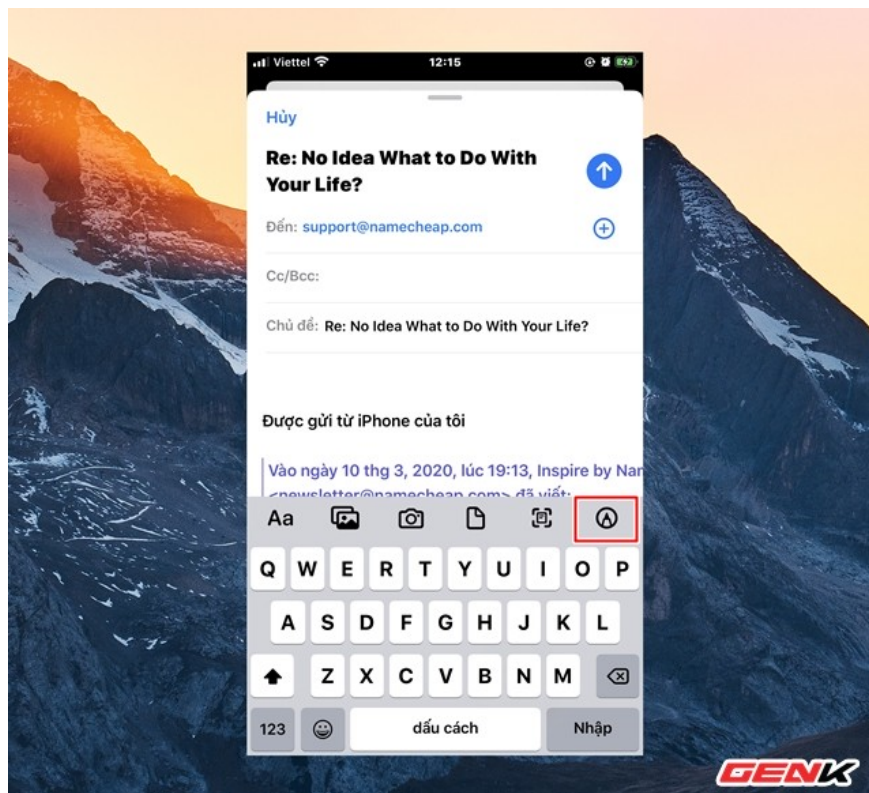 Viettel 12:15
Hủy
Re: No Idea What to Do With
Your Life?
Đến: support@namecheap.com
Cc/Bcc:
Chủ đề: Re: No Idea What to Do With Your Life?
Được gửi từ iPhone của tôi
Vào ngày 10 thg 3, 2020, lúc 19:13, Inspire by Nam
<newsletter@namecheap.com> đã viết:
Aa
Q W E R T Y U I O P
A S D F G H J K L
Z X C V B N M
123 dấu cách Nhập
GENK